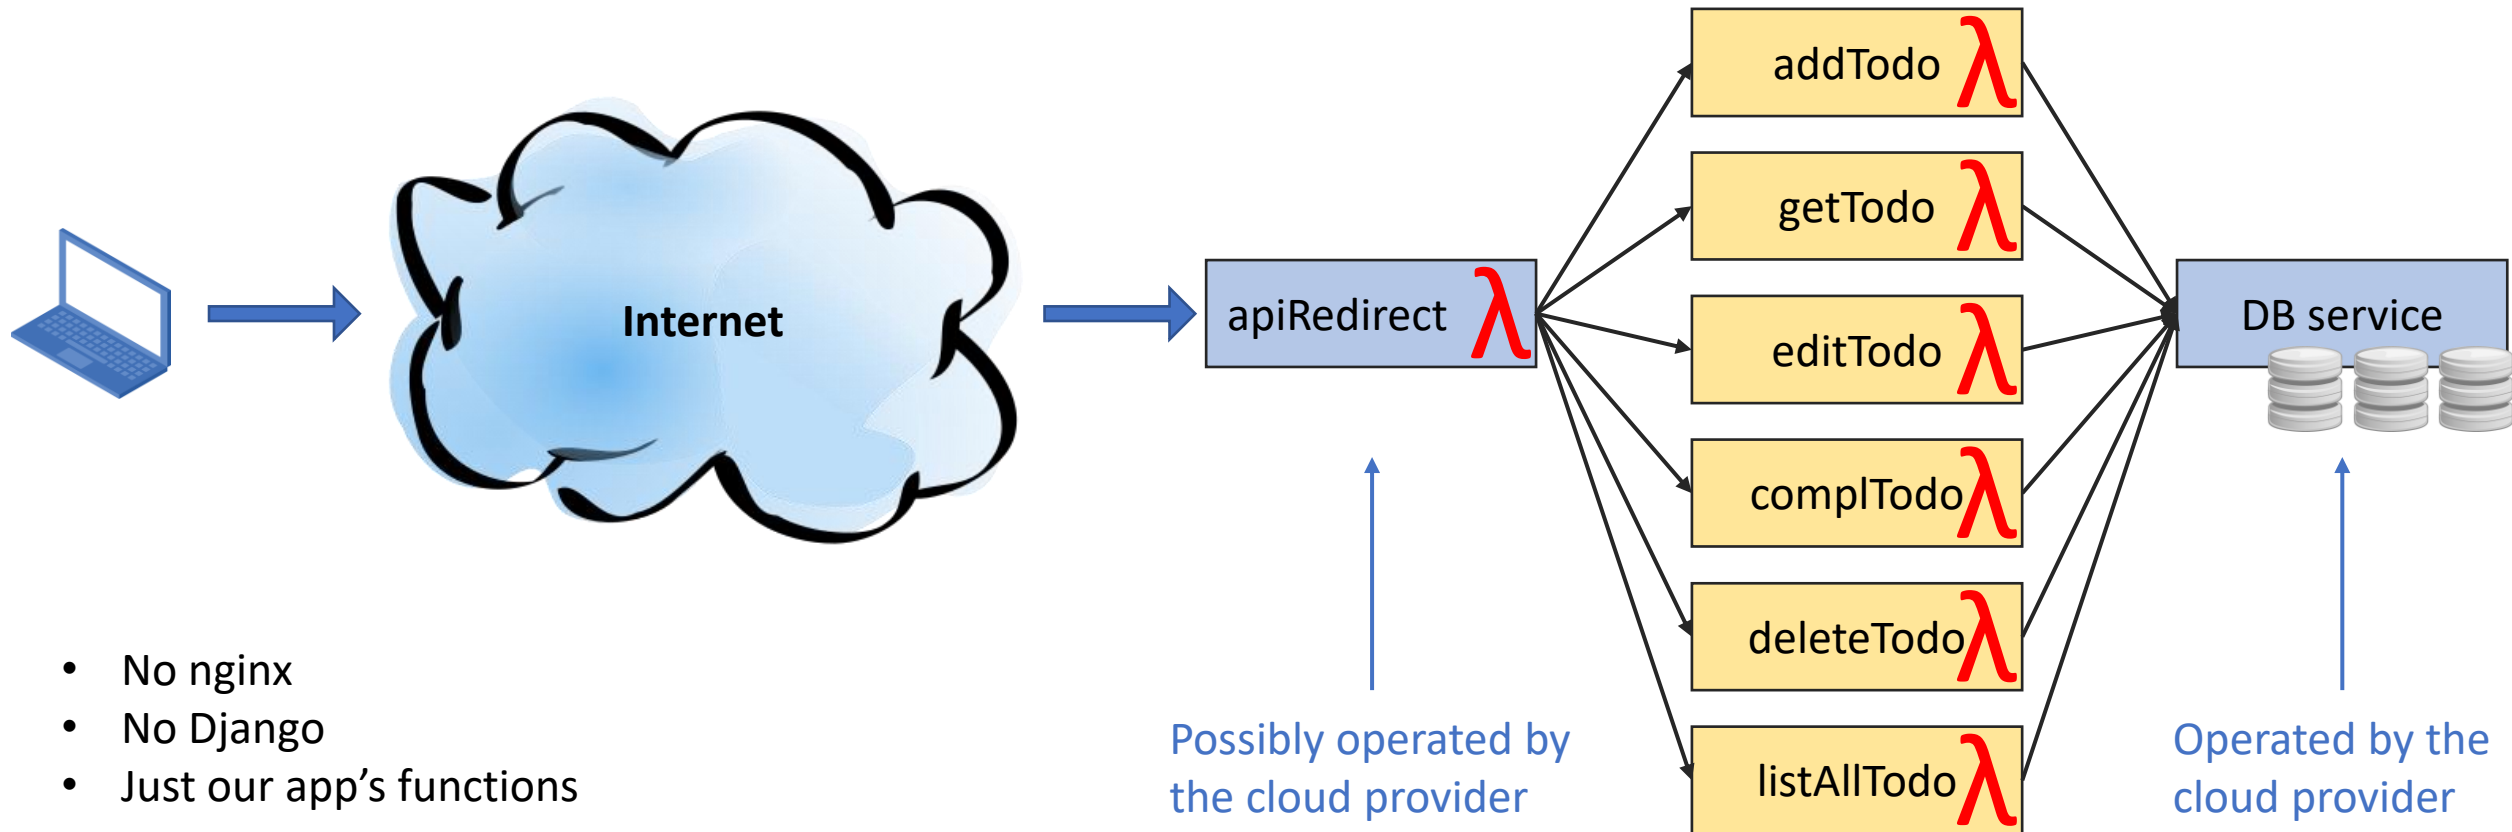 addTodo λ
getTodo λ
Internet
apiRedirect λ
editTodo λ
DB service
complTodo λ
deleteTodo λ
listAllTodo λ
• No nginx
• No Django
• Just our app’s functions
Possibly operated by
the cloud provider
Operated by the
cloud provider